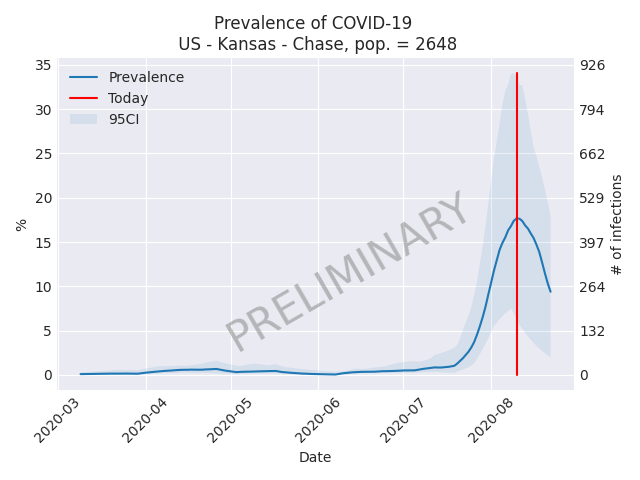 Prevalence of COVID-19
US - Kansas - Chase, pop. = 2648
35
30
25
20
15
10
5
0
%
926
794
662
529
397
264
132
0
# of infections
Prevalence
Today
95CI
PRELIMINARY
2020-03
2020-04
2020-05
2020-06
2020-07
2020-08
Date